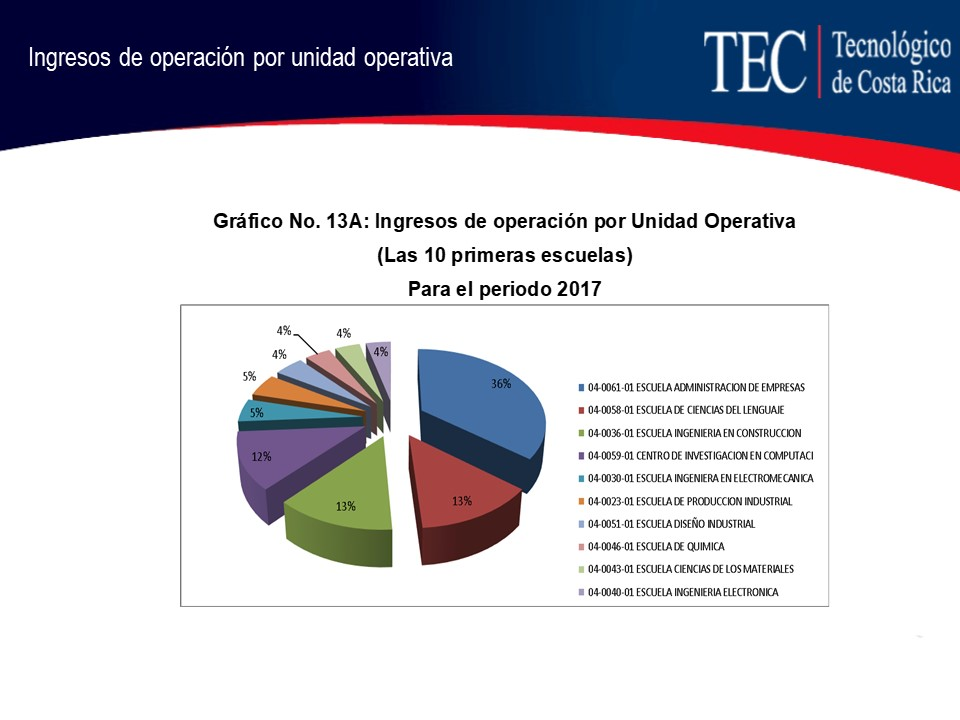 Ingresos de operación por unidad operativa
TEC
Tecnológico
de Costa Rica
Gráfico No. 13A: Ingresos de operación por Unidad Operativa
(Las 10 primeras escuelas)
Para el periodo 2017
4%
4%
4%
4%
5%
5%
12%
13%
13%
36%
04-0061-01 ESCUELA ADMINISTRACION DE EMPRESAS
04-0058-01 ESCUELA DE CIENCIAS DEL LENGUAJE
04-0036-01 ESCUELA INGENIERIA EN CONSTRUCCION
04-0059-01 CENTRO DE INVESTIGACION EN COMPUTACI
04-0030-01 ESCUELA INGENIERA EN ELECTROMECANICA
04-0023-01 ESCUELA DE PRODUCCION INDUSTRIAL
04-0051-01 ESCUELA DISEÑO INDUSTRIAL
04-0046-01 ESCUELA DE QUIMICA
04-0043-01 ESCUELA CIENCIAS DE LOS MATERIALES
04-0040-01 ESCUELA INGENIERIA ELECTRONICA